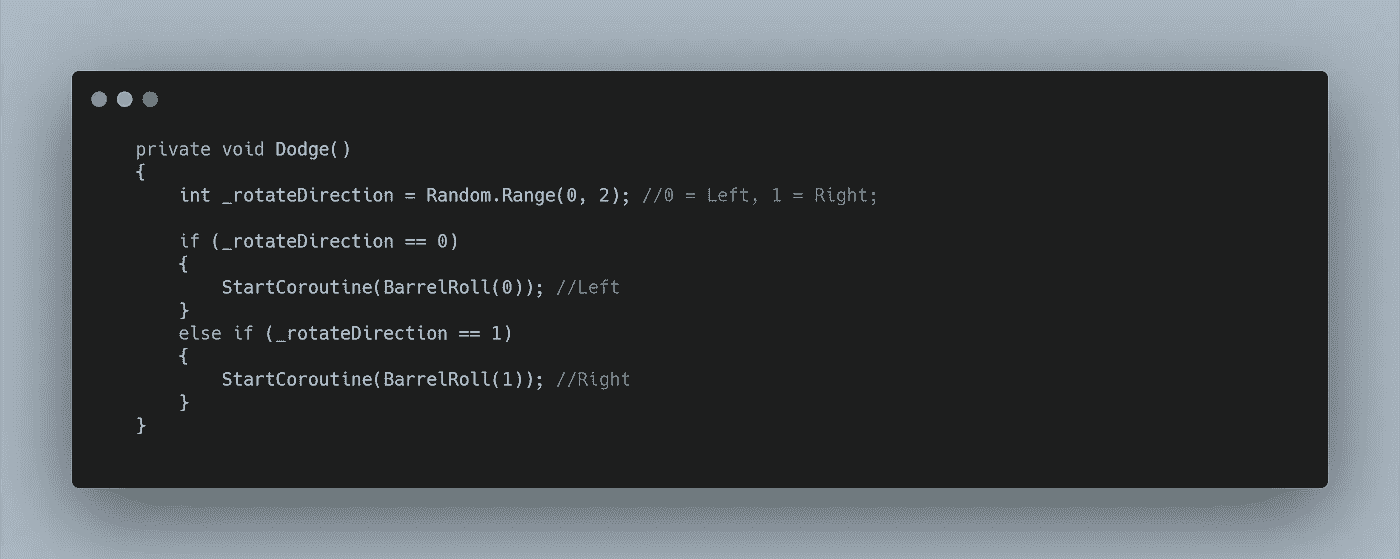 private void Dodge()
{
    int _rotateDirection = Random.Range(0, 2); //0 = Left, 1 = Right;
    if (_rotateDirection == 0)
    {
        StartCoroutine(BarrelRoll(0)); //Left
    }
    else if (_rotateDirection == 1)
    {
        StartCoroutine(BarrelRoll(1)); //Right
    }
}